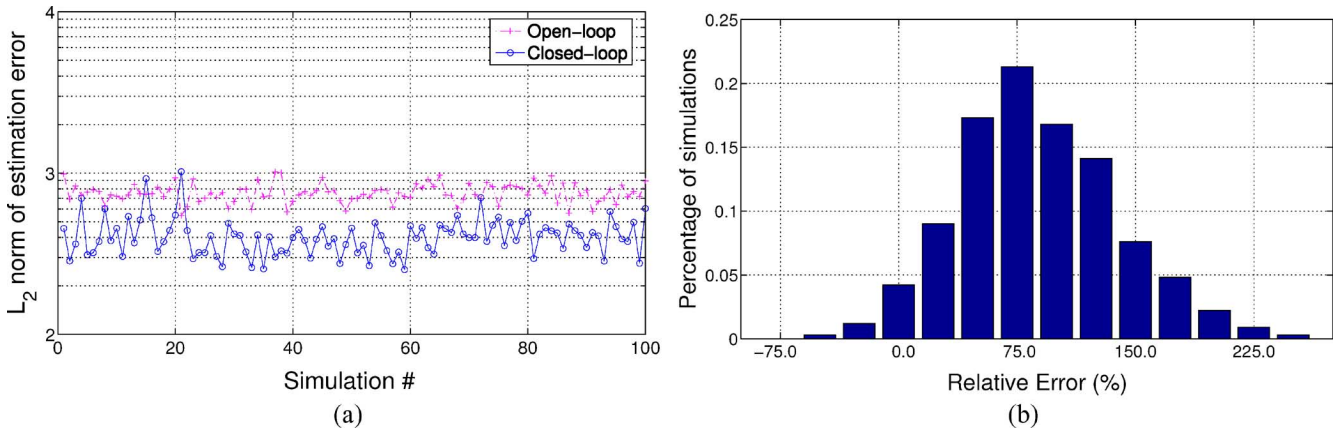 4
3
2
L2 norm of estimation error
Open-loop
Closed-loop
0 20 40 60 80 100
Simulation #
(a)
0.25
0.2
0.15
0.1
0.05
0
Percentage of simulations
−75.0 0.0 75.0 150.0 225.0
Relative Error (%)
(b)